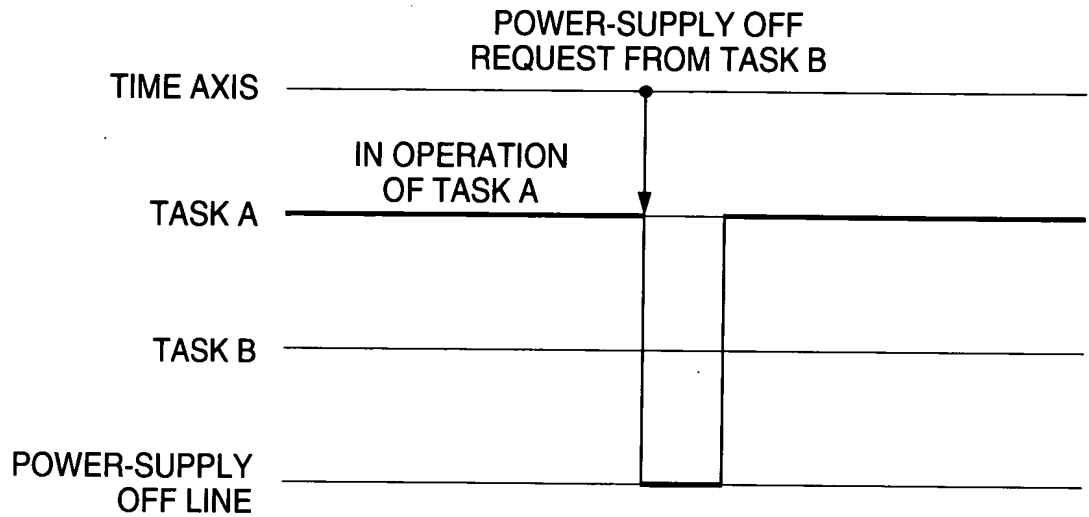 POWER-SUPPLY OFF
REQUEST FROM TASK B
TIME AXIS
IN OPERATION
OF TASK A
TASK A
TASK B
POWER-SUPPLY
OFF LINE